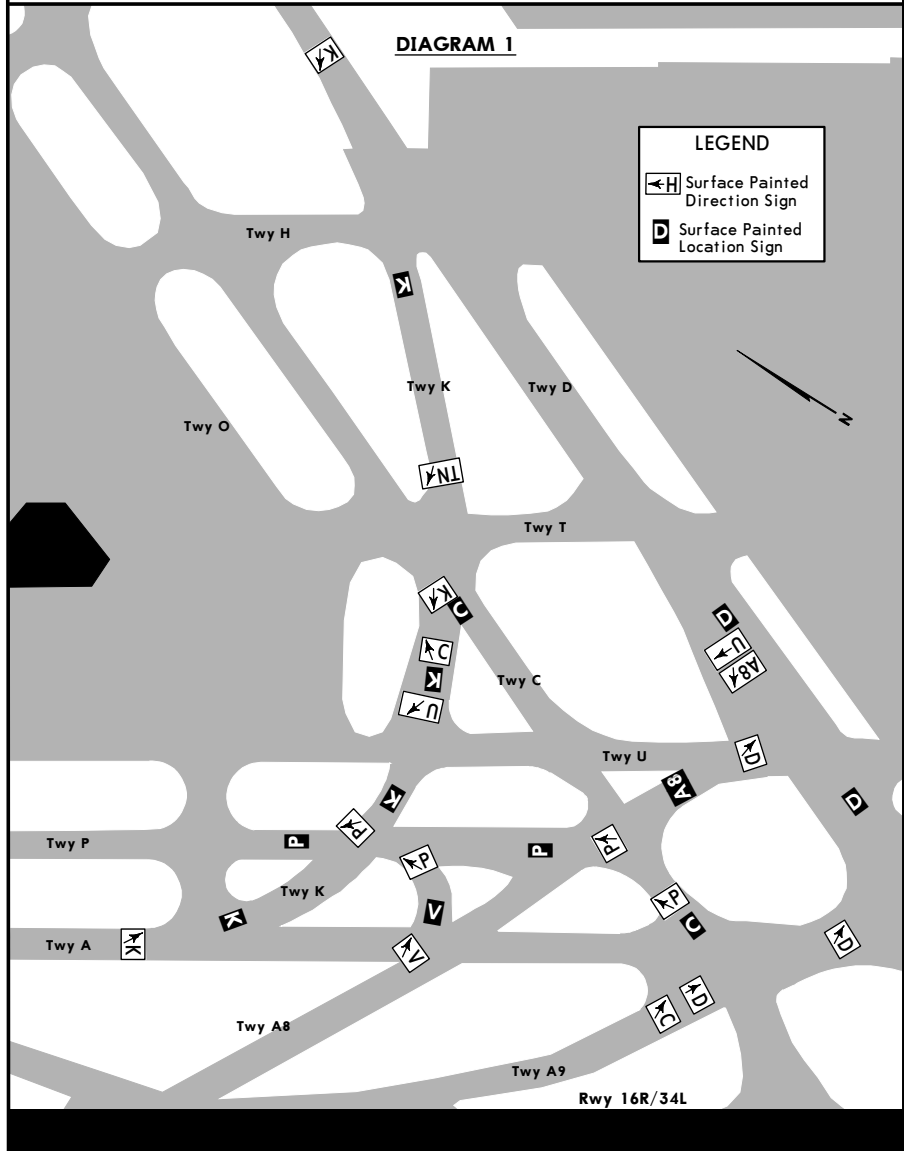 DIAGRAM 1
K
LEGEND
H Surface Painted
Direction Sign
D Surface Painted
Location Sign
Twy H
K
Twy K
Twy D
Twy O
N
TN
Twy T
K
C
D
C
U
A8
K
Twy C
U
Twy U
D
K
A8
D
P
Twy P
P
P
P
P
Twy K
P
K
V
C
Twy A
K
V
D
C
D
Twy A8
Twy A9
Rwy 16R/34L